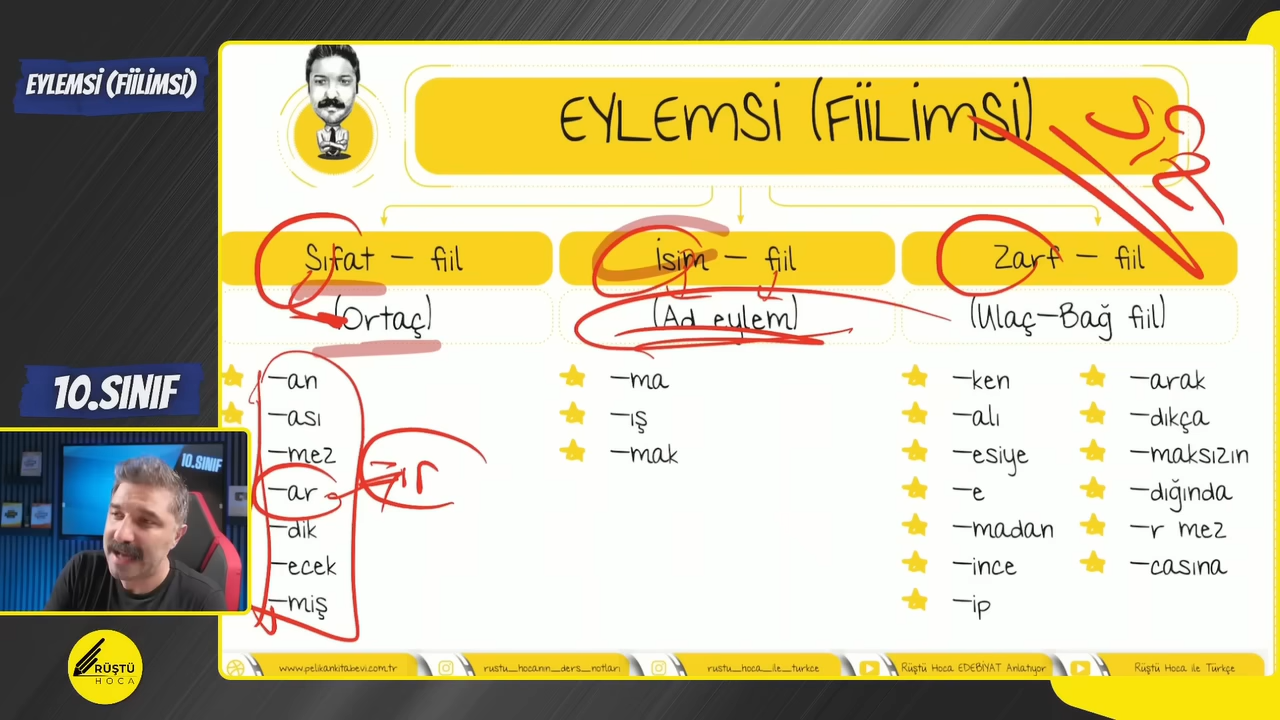 EYLEMSİ (FİİLİMSİ)
EYLEMSİ (FİİLİMSİ)
Sıfat – fiil
İsim – fiil
Zarf – fiil
(Ortaç)
(Ad eylem)
(Ulaç–Bağ fiil)
–an
–ası
–mez
–ar
–dik
–ecek
–miş
ır
–ma
–ış
–mak
–ken
–alı
–esiye
–e
–madan
–ince
–ip
–arak
–dıkça
–maksızın
–dığında
–r mez
–casına
10.SINIF
10.SINIF
RÜŞTÜ
HOCA
www.pelikankitabevi.com.tr
rustu_hocanın_ders_notları
rustu_hoca_ile_turkce
Rüştü Hoca EDEBİYAT Anlatıyor
Rüştü Hoca ile Türkçe